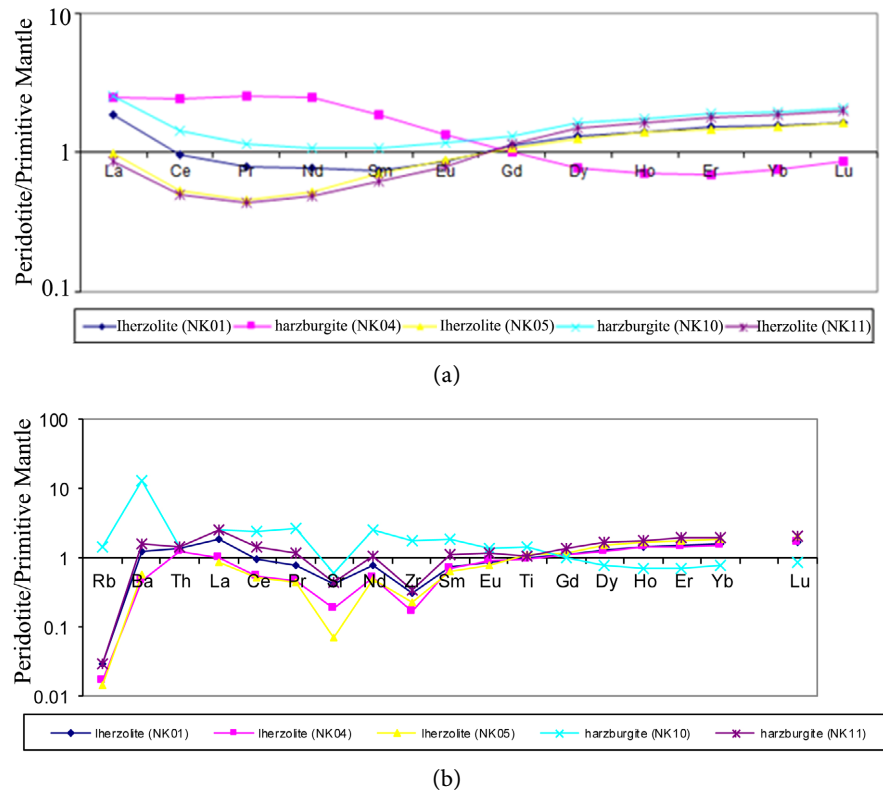 10
1
0.1
Peridotite/Primitive Mantle
La Ce Pr Nd Sm Eu Gd Dy Ho Er Yb Lu
lherzolite (NK01) harzburgite (NK04) lherzolite (NK05) harzburgite (NK10) lherzolite (NK11)
(a)
100
10
1
0.1
0.01
Peridotite/Primitive Mantle
Rb Ba Th La Ce Pr Sr Nd Zr Sm Eu Ti Gd Dy Ho Er Yb Lu
lherzolite (NK01) lherzolite (NK04) lherzolite (NK05) harzburgite (NK10) harzburgite (NK11)
(b)